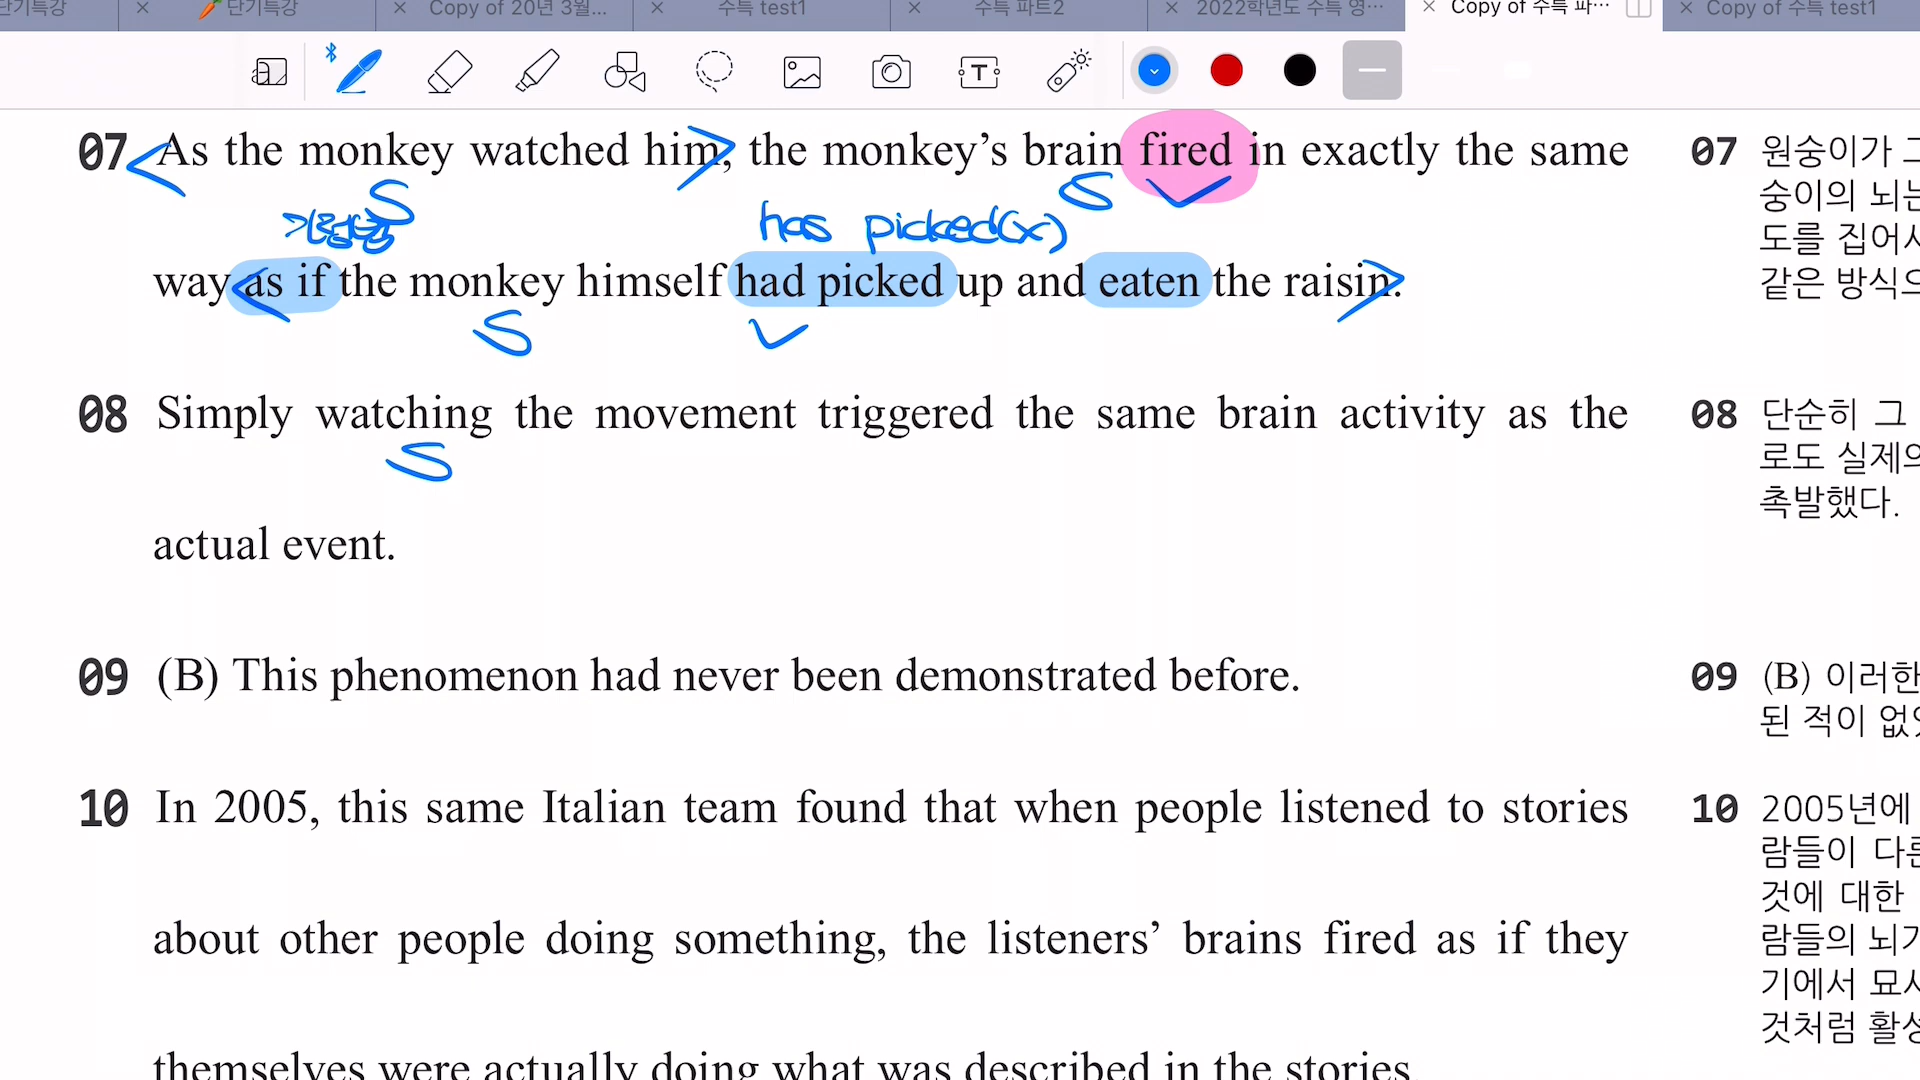 단기특강
× 🥕단기특강
× Copy of 20년 3월...
× 수특 test1
× 수특 파트2
× 2022학년도 수특 영...
× Copy of 수특 파...
× Copy of 수특 test1
07 As the monkey watched him, the monkey's brain fired in exactly the same
S
S
가정법
has picked(x)
way as if the monkey himself had picked up and eaten the raisin.
S
08 Simply watching the movement triggered the same brain activity as the
S
actual event.
09 (B) This phenomenon had never been demonstrated before.
10 In 2005, this same Italian team found that when people listened to stories
about other people doing something, the listeners' brains fired as if they
themselves were actually doing what was described in the stories.
07 원숭이가
숭이의 뇌는
도를 집어서
같은 방식으
08 단순히 그
로도 실제의
촉발했다.
09 (B) 이러한
된 적이 없었
10 2005년에
람들이 다른
것에 대한
람들의 뇌가
기에서 묘사
것처럼 활성